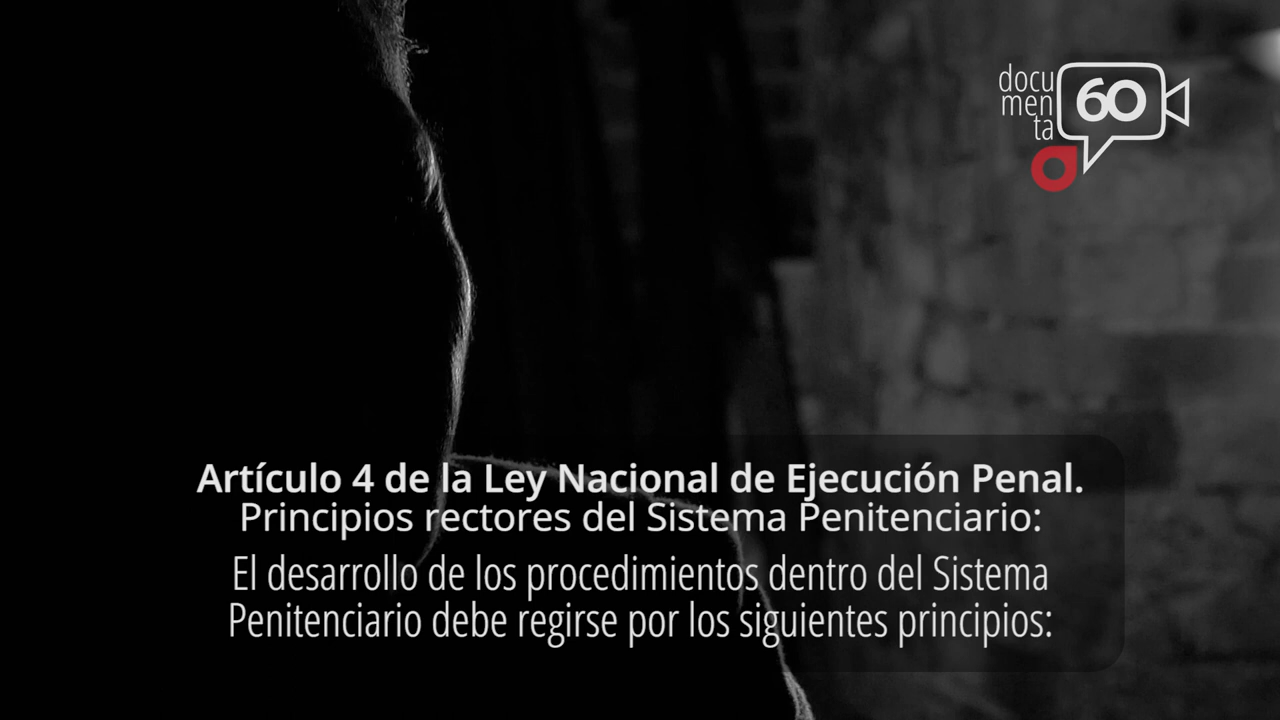 docu
men
ta
60
Artículo 4 de la Ley Nacional de Ejecución Penal.
Principios rectores del Sistema Penitenciario:
El desarrollo de los procedimientos dentro del Sistema
Penitenciario debe regirse por los siguientes principios: